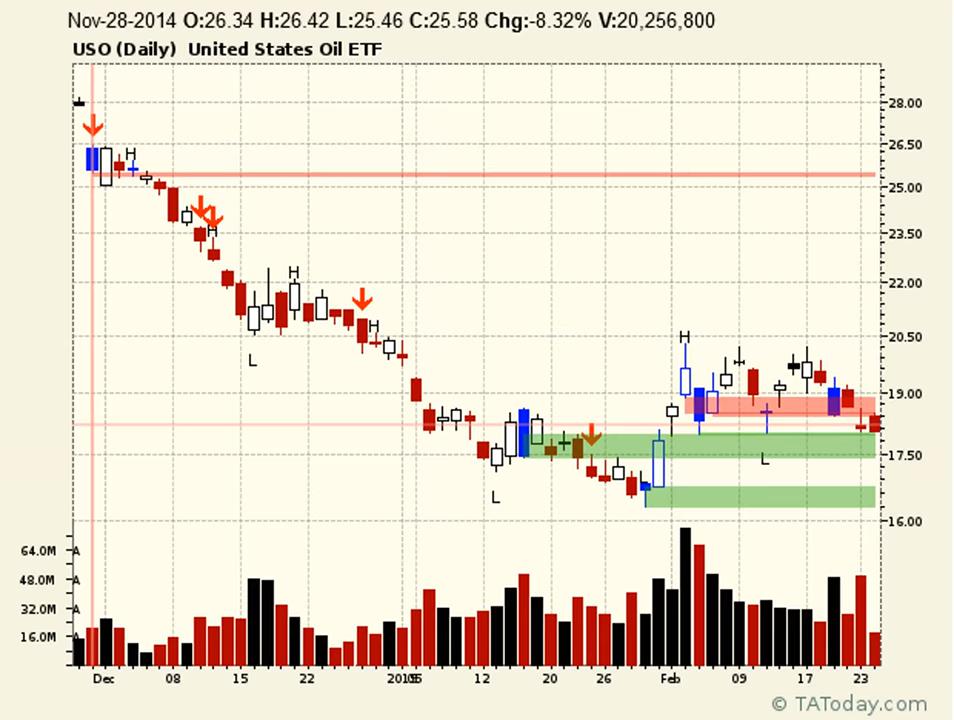 Nov-28-2014 O:26.34 H:26.42 L:25.46 C:25.58 Chg:-8.32% V:20,256,800
USO (Daily) United States Oil ETF
28.00
H
26.50
25.00
H
23.50
H
22.00
H
L
20.50
H
19.00
L
17.50
L
L
16.00
64.0M A
48.0M A
32.0M A
16.0M A
Dec 08 15 22 2015 12 20 26 Feb 09 17 23
© TAToday.com